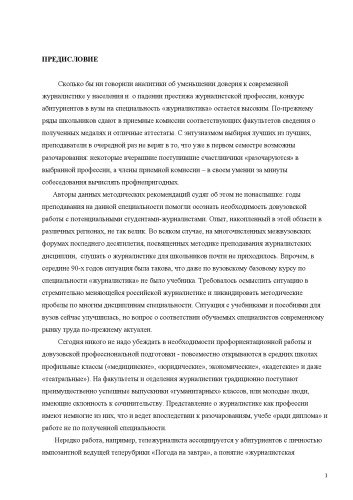 ПРЕДИСЛОВИЕ
Сколько бы ни говорили аналитики об уменьшении доверия к современной
журналистике у населения и о падении престижа журналистской профессии, конкурс
абитуриентов в вузы на специальность «журналистика» остается высоким. По-прежнему
ряды школьников сдают в приемные комиссии соответствующих факультетов сведения о
полученных медалях и отличные аттестаты. С энтузиазмом выбирая лучших из лучших,
преподаватели в очередной раз не верят в то, что уже в первом семестре возможны
разочарования: некоторые вчерашние поступившие счастливчики «разочаруются» в
выбранной профессии, а члены приемной комиссии – в своем умении за минуты
собеседования вычислять профнепригодных.
Авторы данных методических рекомендаций судят об этом не понаслышке: годы
преподавания на данной специальности помогли осознать необходимость довузовской
работы с потенциальными студентами-журналистами. Опыт, накопленный в этой области в
различных регионах, не так велик. Во всяком случае, на многочисленных межвузовских
форумах последнего десятилетия, посвященных методике преподавания журналистских
дисциплин, слушать о журналистике для школьников почти не приходилось. Впрочем, в
середине 90-х годов ситуация была такова, что даже по вузовскому базовому курсу по
специальности «журналистика» не было учебника. Требовалось осмыслить ситуацию в
стремительно меняющейся российской журналистике и ликвидировать методические
пробелы по многим дисциплинам специальности. Ситуация с учебниками и пособиями для
вузов сейчас улучшилась, но вопрос о соответствии обучаемых специалистов современному
рынку труда по-прежнему актуален.
Сегодня никого не надо убеждать в необходимости профориентационной работы и
довузовской профессиональной подготовки - повсеместно открываются в средних школах
профильные классы («медицинские», «юридические», экономические», «кадетские» и даже
«театральные»). На факультеты и отделения журналистики традиционно поступают
преимущественно успешные выпускники «гуманитарных» классов, или молодые люди,
имеющие склонность к сочинительству. Представление о журналистике как профессии
имеют немногие из них, что и ведет впоследствии к разочарованиям, учебе «ради диплома» и
работе не по полученной специальности.
Нередко работа, например, тележурналиста ассоциируется у абитуриентов с личностью
импозантной ведущей телерубрики «Погода на завтра», а понятие «журналистская
1